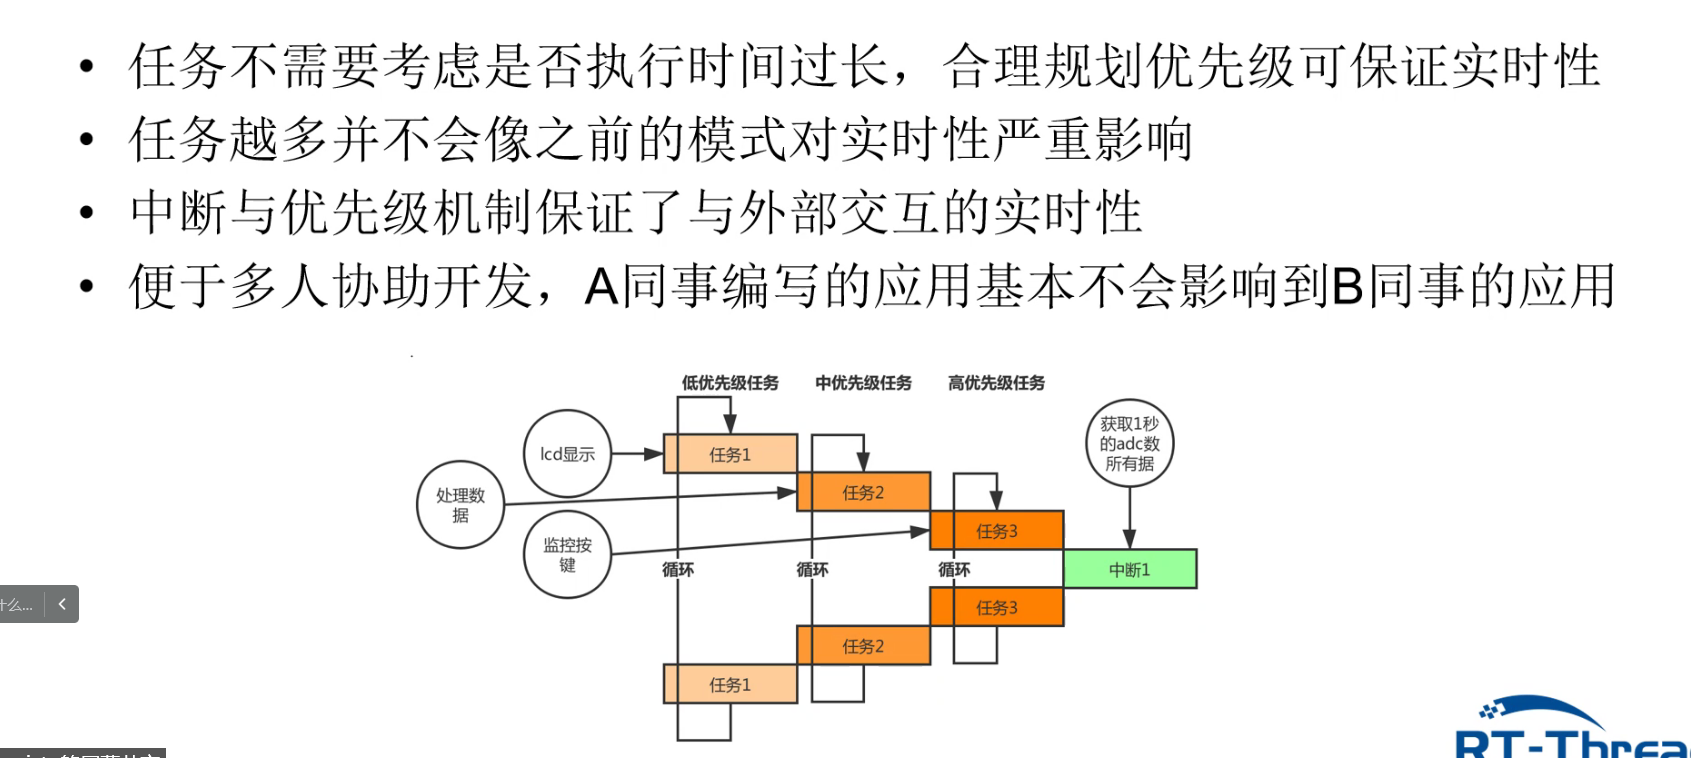 • 任务不需要考虑是否执行时间过长，合理规划优先级可保证实时性
• 任务越多并不会像之前的模式对实时性严重影响
• 中断与优先级机制保证了与外部交互的实时性
• 便于多人协助开发，A同事编写的应用基本不会影响到B同事的应用
低优先级任务 中优先级任务 高优先级任务
获取1秒
的adc数
所有据
lcd显示
任务1
处理数
据
任务2
监控按
键
任务3
循环 循环 循环
中断1
任务3
什么...
任务2
任务1
RT-Threa